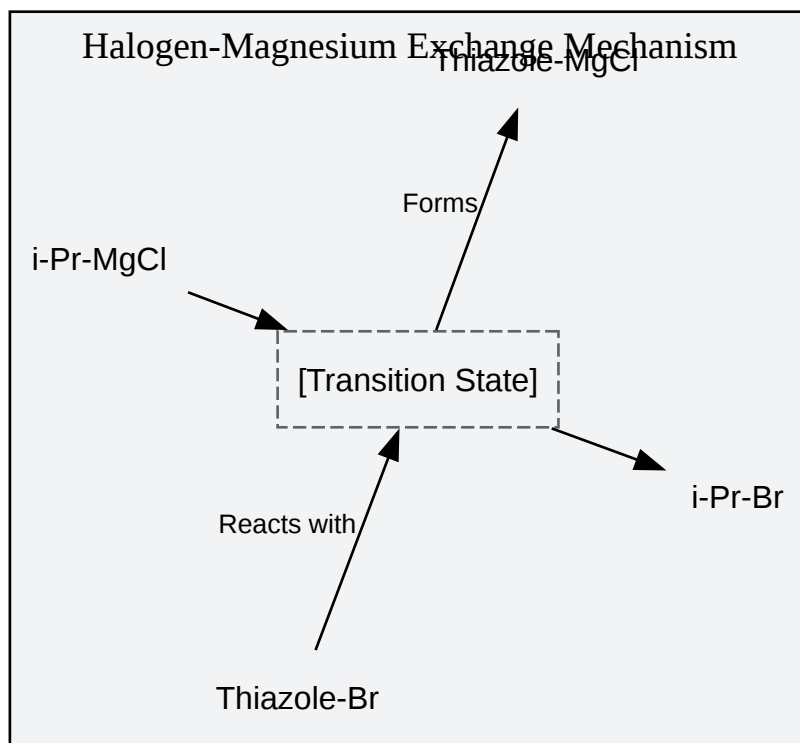 Halogen-Magnesium Exchange Mechanism
Thiazole-MgCl
Forms
i-Pr-MgCl
[Transition State]
i-Pr-Br
Reacts with
Thiazole-Br